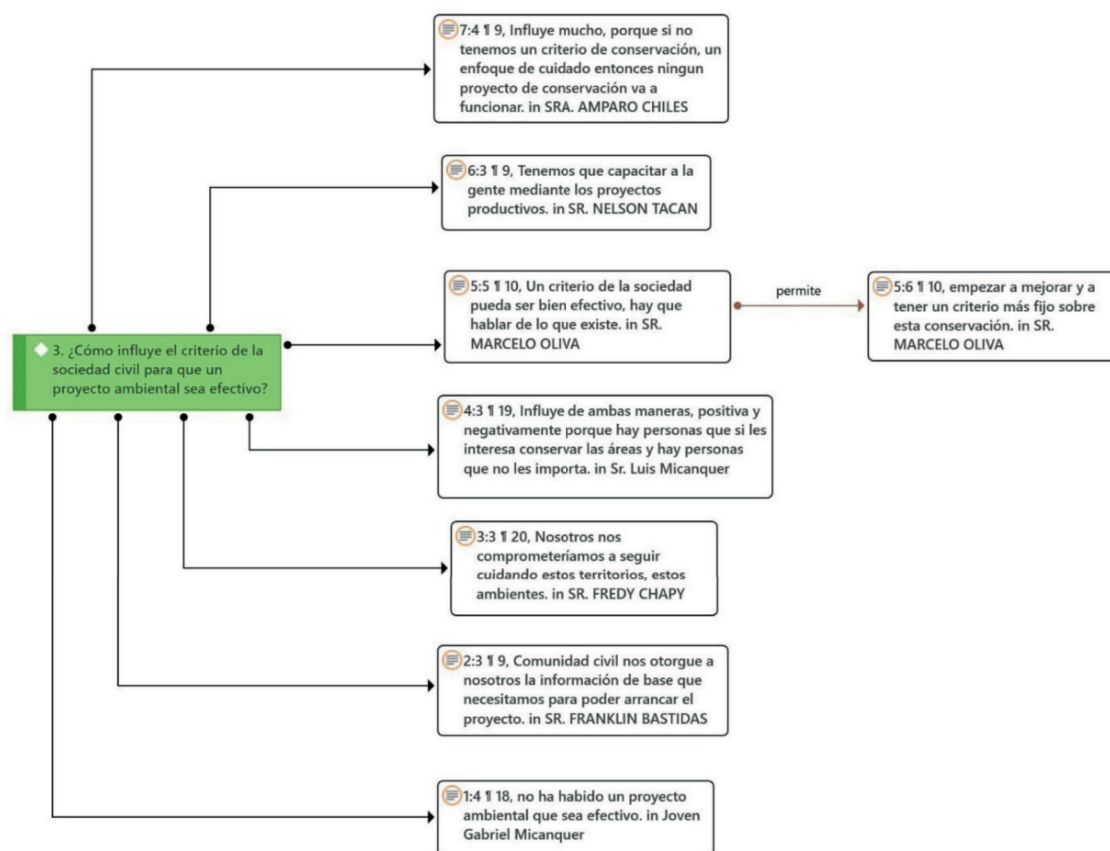 7:4 ¶ 9, Influye mucho, porque si no
tenemos un criterio de conservación, un
enfoque de cuidado entonces ningun
proyecto de conservación va a
funcionar. in SRA. AMPARO CHILES
6:3 ¶ 9, Tenemos que capacitar a la
gente mediante los proyectos
productivos. in SR. NELSON TACAN
5:5 ¶ 10, Un criterio de la sociedad
pueda ser bien efectivo, hay que
hablar de lo que existe. in SR.
MARCELO OLIVA
permite
5:6 ¶ 10, empezar a mejorar y a
tener un criterio más fijo sobre
esta conservación. in SR.
MARCELO OLIVA
3. ¿Cómo influye el criterio de la
sociedad civil para que un
proyecto ambiental sea efectivo?
4:3 ¶ 19, Influye de ambas maneras, positiva y
negativamente porque hay personas que si les
interesa conservar las áreas y hay personas
que no les importa. in Sr. Luis Micanquer
3:3 ¶ 20, Nosotros nos
comprometeríamos a seguir
cuidando estos territorios, estos
ambientes. in SR. FREDY CHAPY
2:3 ¶ 9, Comunidad civil nos otorgue a
nosotros la información de base que
necesitamos para poder arrancar el
proyecto. in SR. FRANKLIN BASTIDAS
1:4 ¶ 18, no ha habido un proyecto
ambiental que sea efectivo. in Joven
Gabriel Micanquer